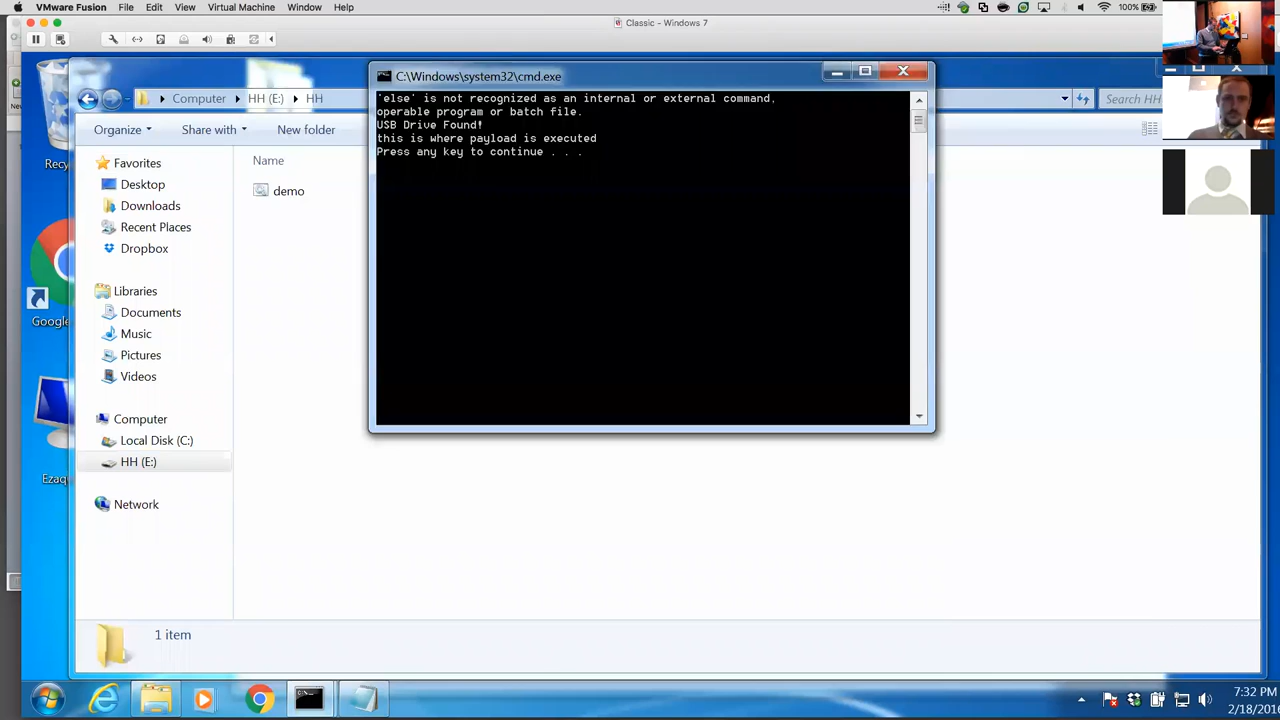 VMware Fusion File Edit View Virtual Machine Window Help 100%
Classic - Windows 7
C:\Windows\system32\cmd.exe
Computer HH (E:) HH
Search HH
Organize Share with New folder
'else' is not recognized as an internal or external command,
operable program or batch file.
USB Drive Found!
this is where payload is executed
Press any key to continue . . .
Name
demo
Favorites
Desktop
Downloads
Recent Places
Dropbox
Libraries
Documents
Music
Pictures
Videos
Computer
Local Disk (C:)
HH (E:)
Network
Recy
Google
Ezaq
New
1 item
7:32 PM
2/18/201